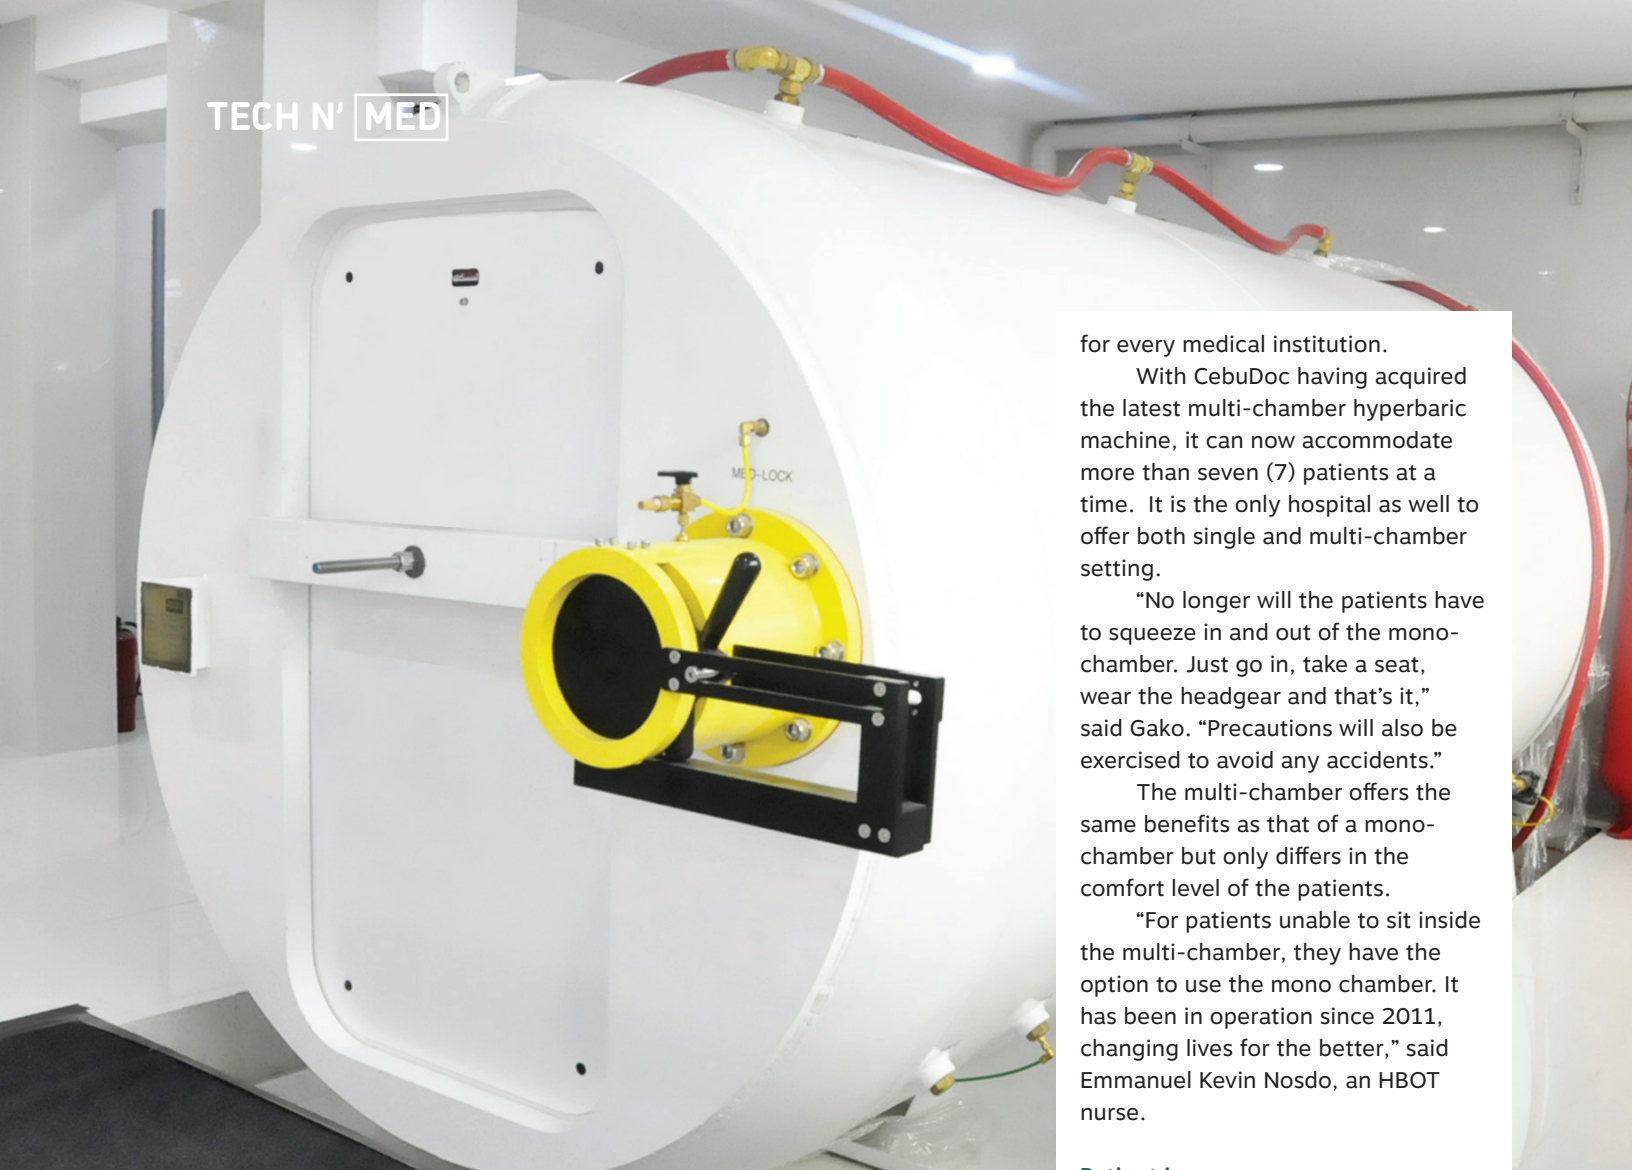 TECH N’ MED
MED-LOCK
for every medical institution.
With CebuDoc having acquired
the latest multi-chamber hyperbaric
machine, it can now accommodate
more than seven (7) patients at a
time.  It is the only hospital as well to
offer both single and multi-chamber
setting.
“No longer will the patients have
to squeeze in and out of the mono-
chamber. Just go in, take a seat,
wear the headgear and that’s it,”
said Gako. “Precautions will also be
exercised to avoid any accidents.”
The multi-chamber offers the
same benefits as that of a mono-
chamber but only differs in the
comfort level of the patients.
“For patients unable to sit inside
the multi-chamber, they have the
option to use the mono chamber. It
has been in operation since 2011,
changing lives for the better,” said
Emmanuel Kevin Nosdo, an HBOT
nurse.